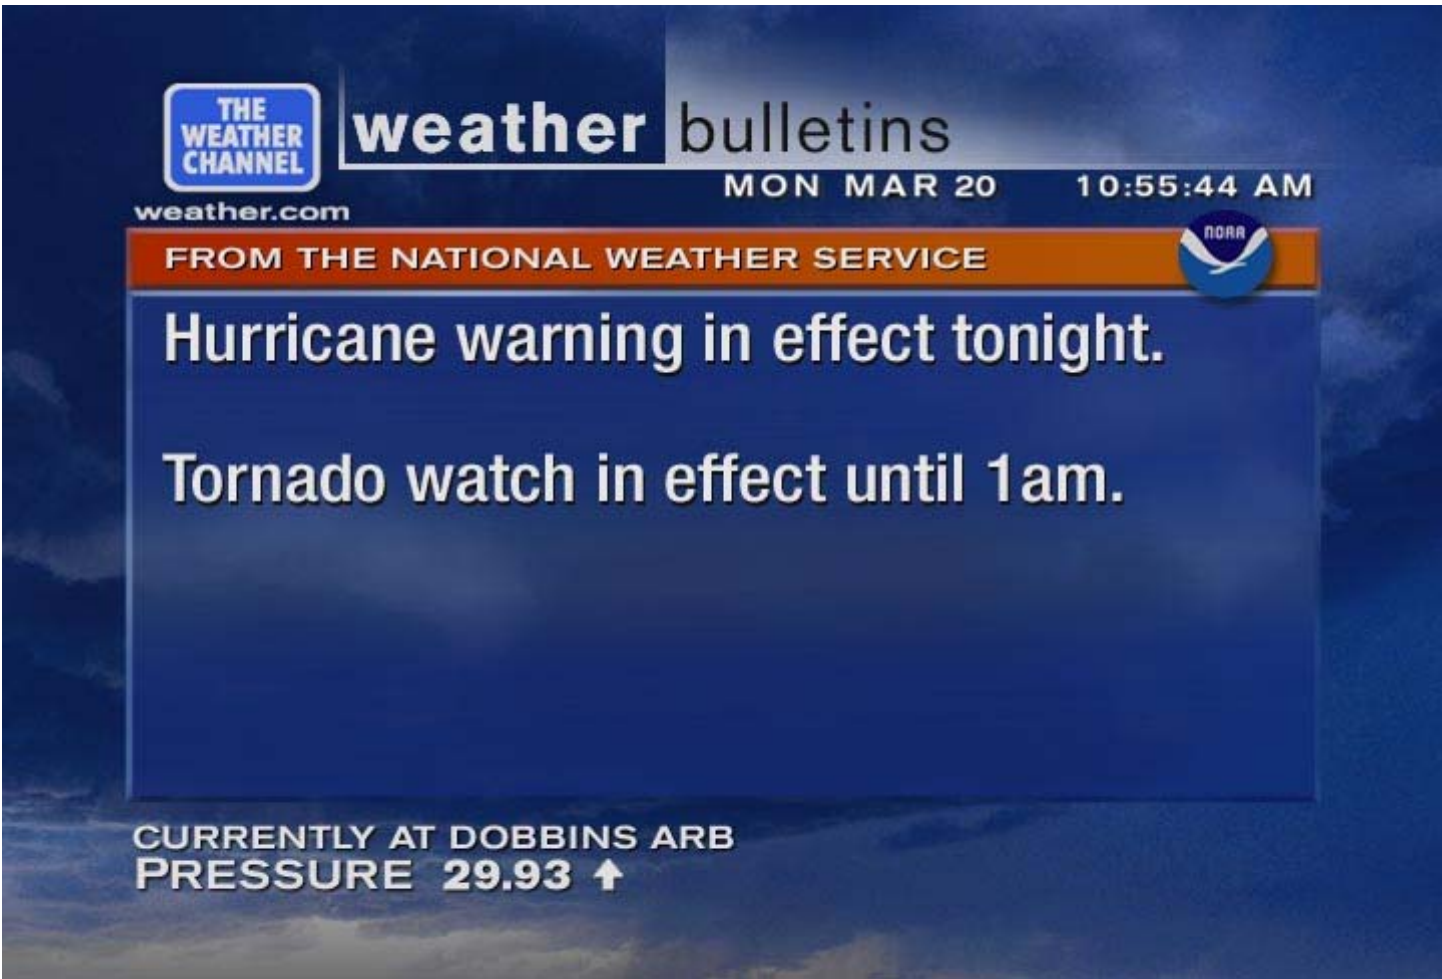 THE
WEATHER
CHANNEL
weather bulletins
MON MAR 20 10:55:44 AM
weather.com
FROM THE NATIONAL WEATHER SERVICE
NOAA
Hurricane warning in effect tonight.
Tornado watch in effect until 1am.
CURRENTLY AT DOBBINS ARB
PRESSURE 29.93 ↑